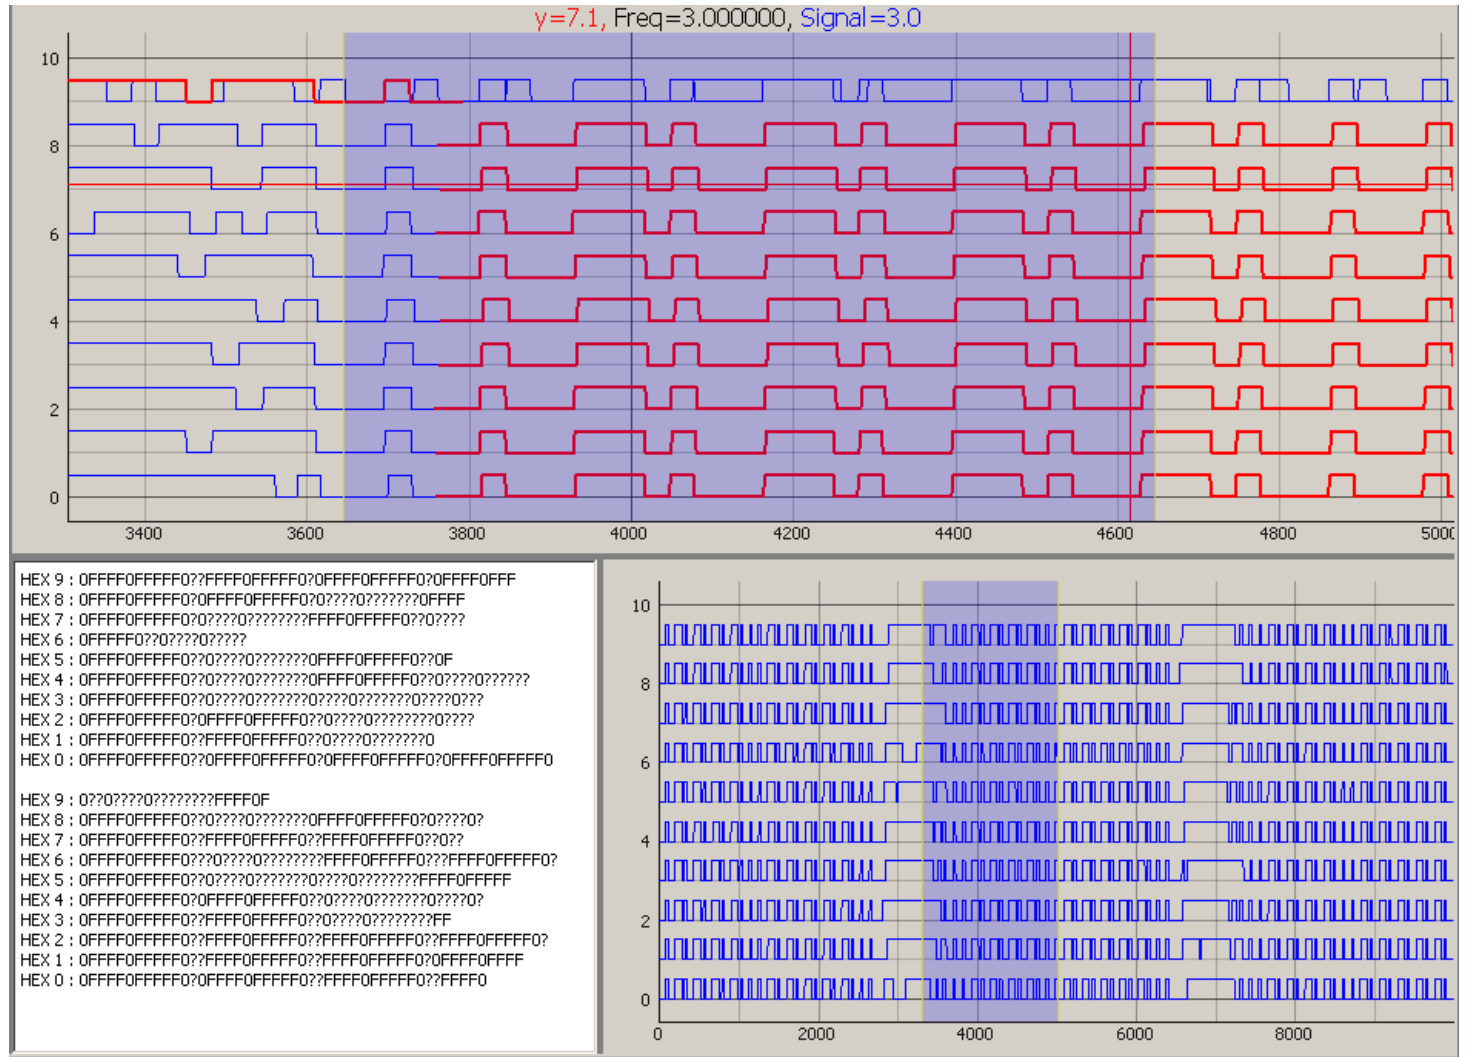 y=7.1, Freq=3.000000, Signal=3.0
10
8
6
4
2
0
3400 3600 3800 4000 4200 4400 4600 4800 5000
HEX 9 : 0FFFF0FFFFF0??FFFF0FFFFF0?0FFFF0FFFFF0?0FFFF0FFF
HEX 8 : 0FFFF0FFFFF0?0FFFF0FFFFF0?0????0???????0FFFF
HEX 7 : 0FFFF0FFFFF0?0????0????????FFFF0FFFFF0??0????
HEX 6 : 0FFFFF0??0????0?????
HEX 5 : 0FFFF0FFFFF0??0????0???????0FFFF0FFFFF0??0F
HEX 4 : 0FFFF0FFFFF0??0????0???????0FFFF0FFFFF0??0????0??????
HEX 3 : 0FFFF0FFFFF0??0????0???????0????0???????0????0???
HEX 2 : 0FFFF0FFFFF0?0FFFF0FFFFF0??0????0????????0????
HEX 1 : 0FFFF0FFFFF0??FFFF0FFFFF0??0????0???????0
HEX 0 : 0FFFF0FFFFF0??0FFFF0FFFFF0?0FFFF0FFFFF0?0FFFF0FFFFF0
HEX 9 : 0??0????0????????FFFF0F
HEX 8 : 0FFFF0FFFFF0??0????0???????0FFFF0FFFFF0?0????0?
HEX 7 : 0FFFF0FFFFF0??FFFF0FFFFF0??FFFF0FFFFF0??0??
HEX 6 : 0FFFF0FFFFF0???0????0????????FFFF0FFFFF0???FFFF0FFFFF0?
HEX 5 : 0FFFF0FFFFF0??0????0???????0????0????????FFFF0FFFFF
HEX 4 : 0FFFF0FFFFF0?0FFFF0FFFFF0??0????0???????0????0?
HEX 3 : 0FFFF0FFFFF0??FFFF0FFFFF0??0????0????????FF
HEX 2 : 0FFFF0FFFFF0??FFFF0FFFFF0??FFFF0FFFFF0??FFFF0FFFFF0?
HEX 1 : 0FFFF0FFFFF0??FFFF0FFFFF0??FFFF0FFFFF0?0FFFF0FFFF
HEX 0 : 0FFFF0FFFFF0?0FFFF0FFFFF0??FFFF0FFFFF0??FFFF0
10
8
6
4
2
0
0 2000 4000 6000 8000